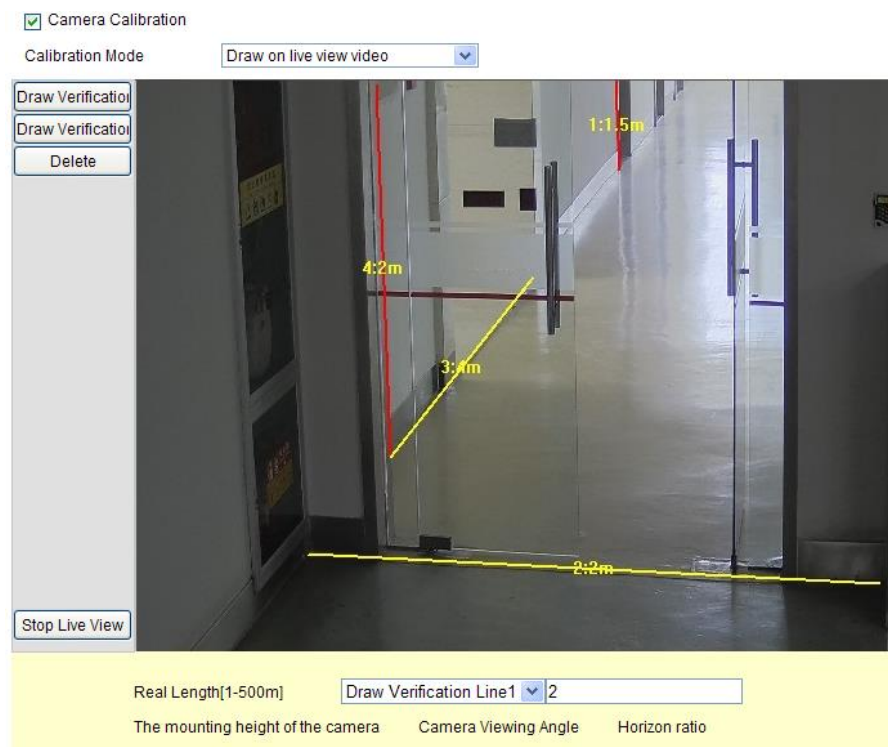 Camera Calibration
Calibration Mode
Draw on live view video
Draw Verificatio
Draw Verificatio
Delete
1:1.5m
4:2m
3:4m
2:2m
Stop Live View
Real Length[1-500m]
Draw Verification Line1
2
The mounting height of the camera
Camera Viewing Angle
Horizon ratio